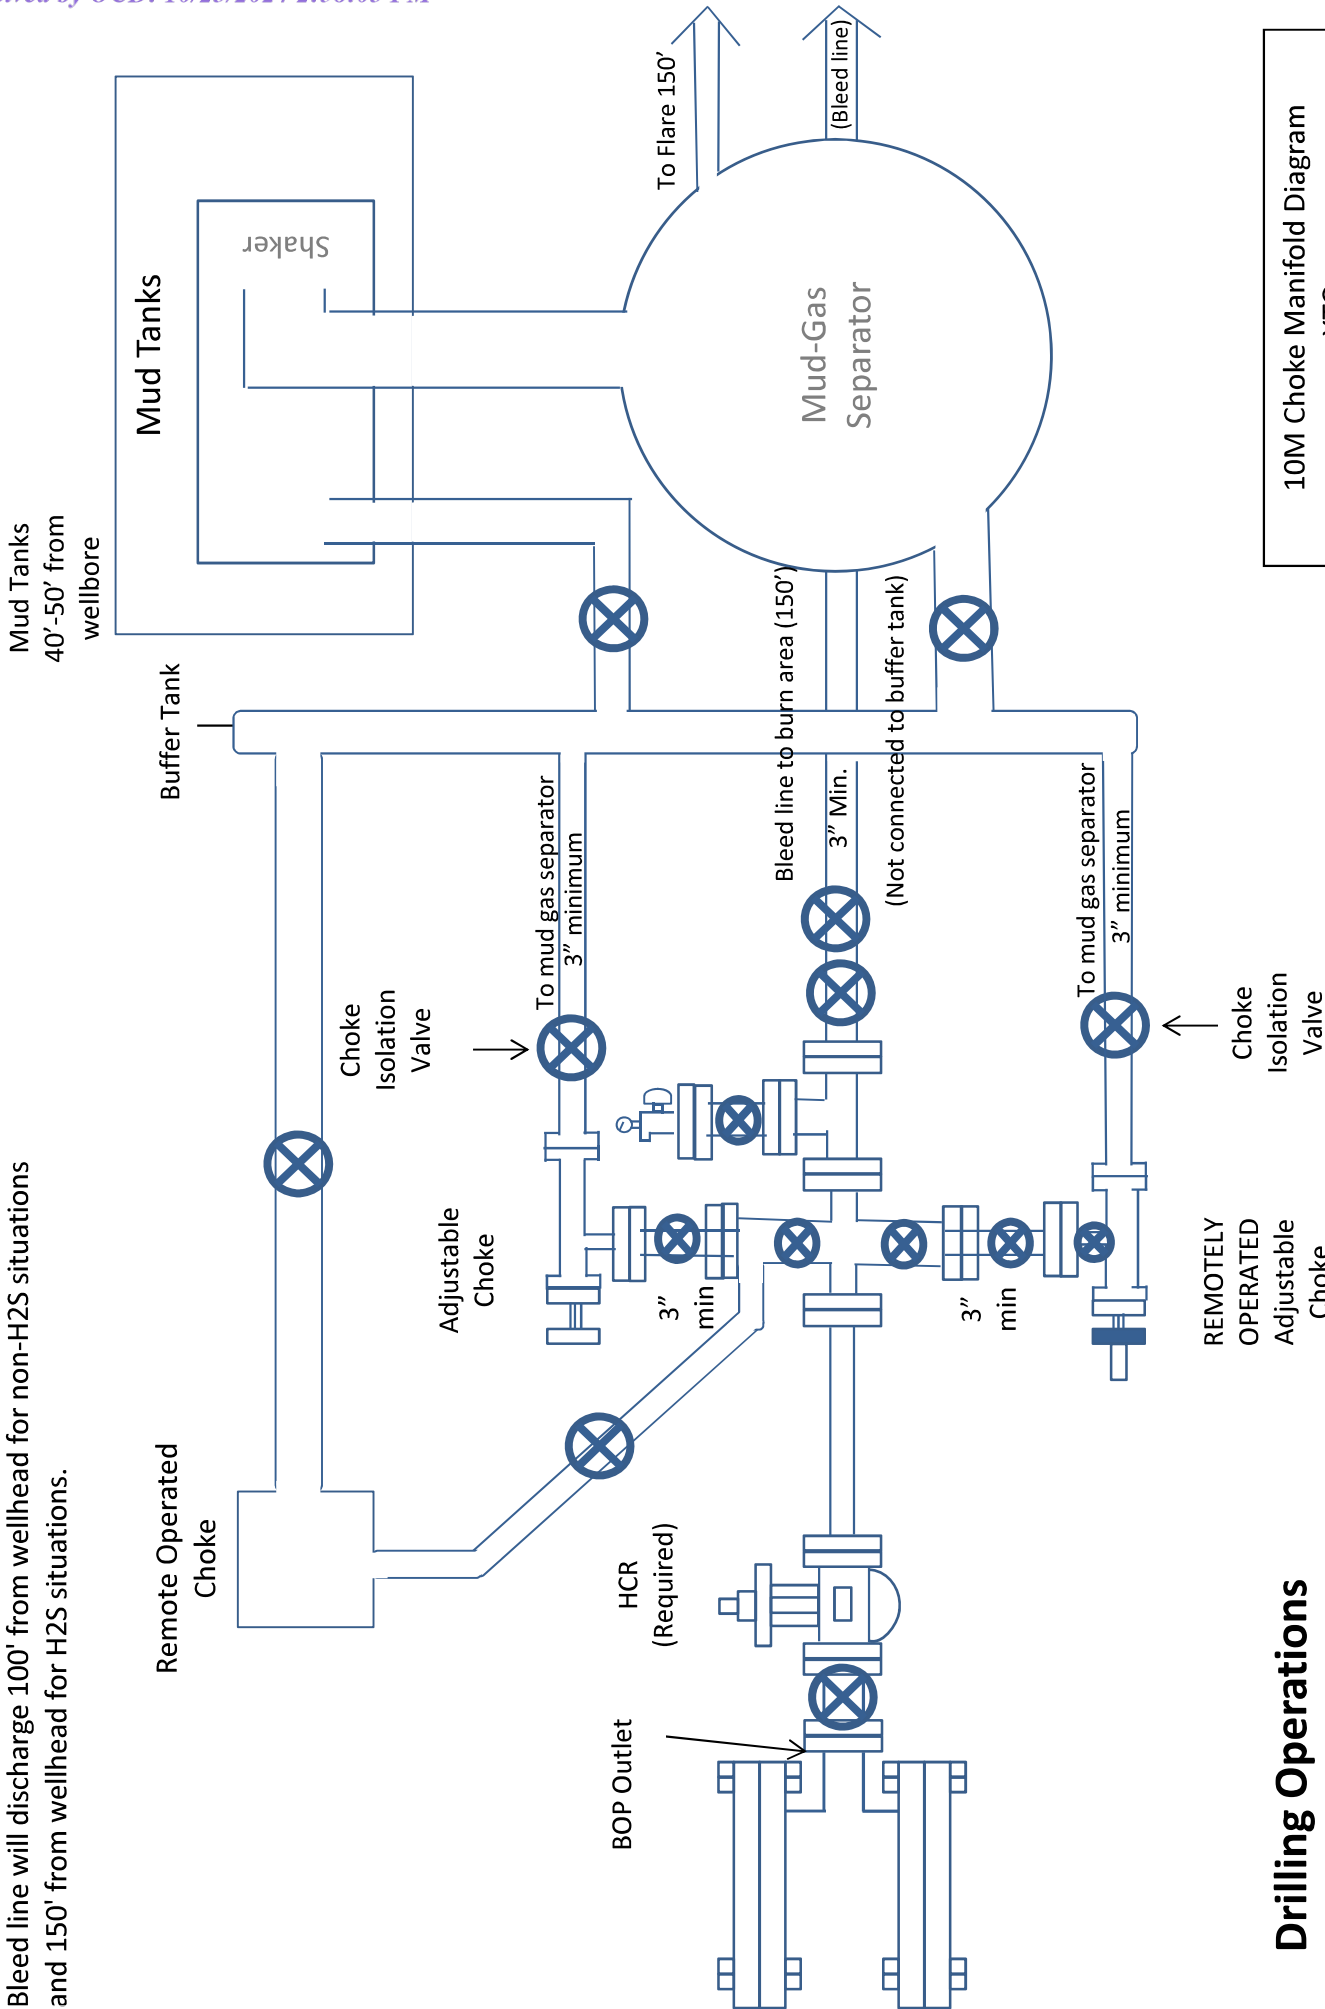 Bleed line will discharge 100' from wellhead for non-H2S situations
and 150' from wellhead for H2S situations.
Mud Tanks
40’-50’ from
wellbore
Mud Tanks
Shaker
Buffer Tank
Remote Operated
Choke
Choke
Isolation
Valve
Adjustable
Choke
To mud gas separator
3” minimum
To Flare 150’
(Bleed line)
Mud-Gas
Separator
HCR
(Required)
BOP Outlet
3”
min
Bleed line to burn area (150’)
3” Min.
(Not connected to buffer tank)
3”
min
To mud gas separator
3” minimum
REMOTELY
OPERATED
Adjustable
Choke
Choke
Isolation
Valve
Drilling Operations
10M Choke Manifold Diagram